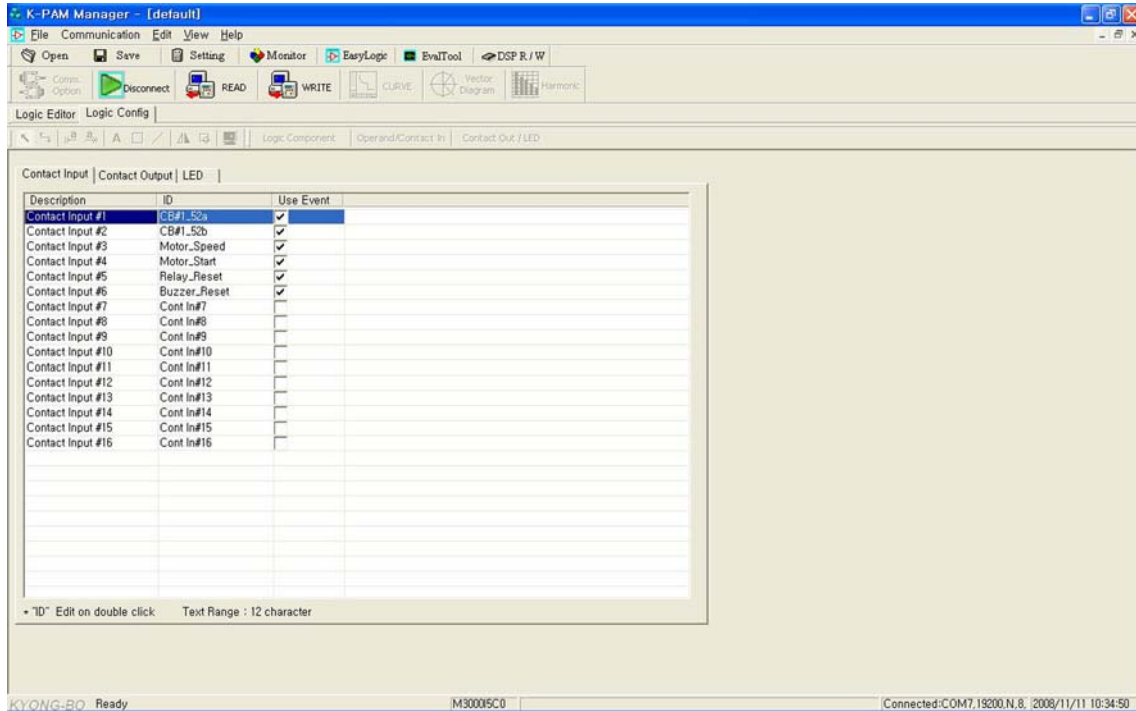 K-PAM Manager - [default]
File Communication Edit View Help
Open Save Setting Monitor EasyLogic EvalTool DSP R/W
Comm. Option Disconnect READ WRITE CURVE Vector Diagram Harmonic
Logic Editor Logic Config
A Logic Component Operand/Contact In Contact Out / LED
Contact Input Contact Output LED
Description ID Use Event
Contact Input #1 CB#1_52a
Contact Input #2 CB#1_52b
Contact Input #3 Motor_Speed
Contact Input #4 Motor_Start
Contact Input #5 Relay_Reset
Contact Input #6 Buzzer_Reset
Contact Input #7 Cont In#7
Contact Input #8 Cont In#8
Contact Input #9 Cont In#9
Contact Input #10 Cont In#10
Contact Input #11 Cont In#11
Contact Input #12 Cont In#12
Contact Input #13 Cont In#13
Contact Input #14 Cont In#14
Contact Input #15 Cont In#15
Contact Input #16 Cont In#16
* "ID" Edit on double click Text Range : 12 character
KYONG-BO Ready Connected:COM7,19200,N,8, 2008/11/11 10:34:50